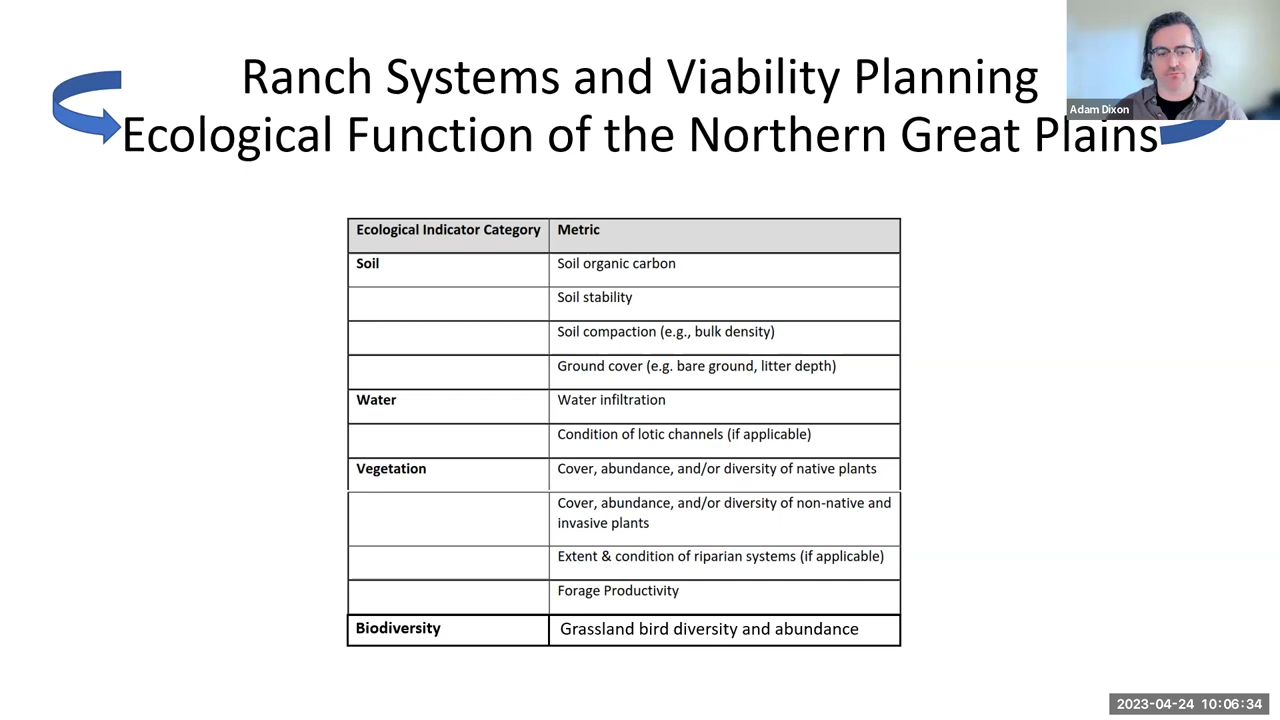 Ranch Systems and Viability Planning
Ecological Function of the Northern Great Plains
Adam Dixon
Ecological Indicator Category Metric
Soil Soil organic carbon
Soil stability
Soil compaction (e.g., bulk density)
Ground cover (e.g. bare ground, litter depth)
Water Water infiltration
Condition of lotic channels (if applicable)
Vegetation Cover, abundance, and/or diversity of native plants
Cover, abundance, and/or diversity of non-native and
invasive plants
Extent & condition of riparian systems (if applicable)
Forage Productivity
Biodiversity Grassland bird diversity and abundance
2023-04-24 10:06:34